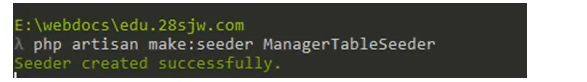 E:\webdocs\edu.28sjw.com
λ php artisan make:seeder ManagerTableSeeder
Seeder created successfully.